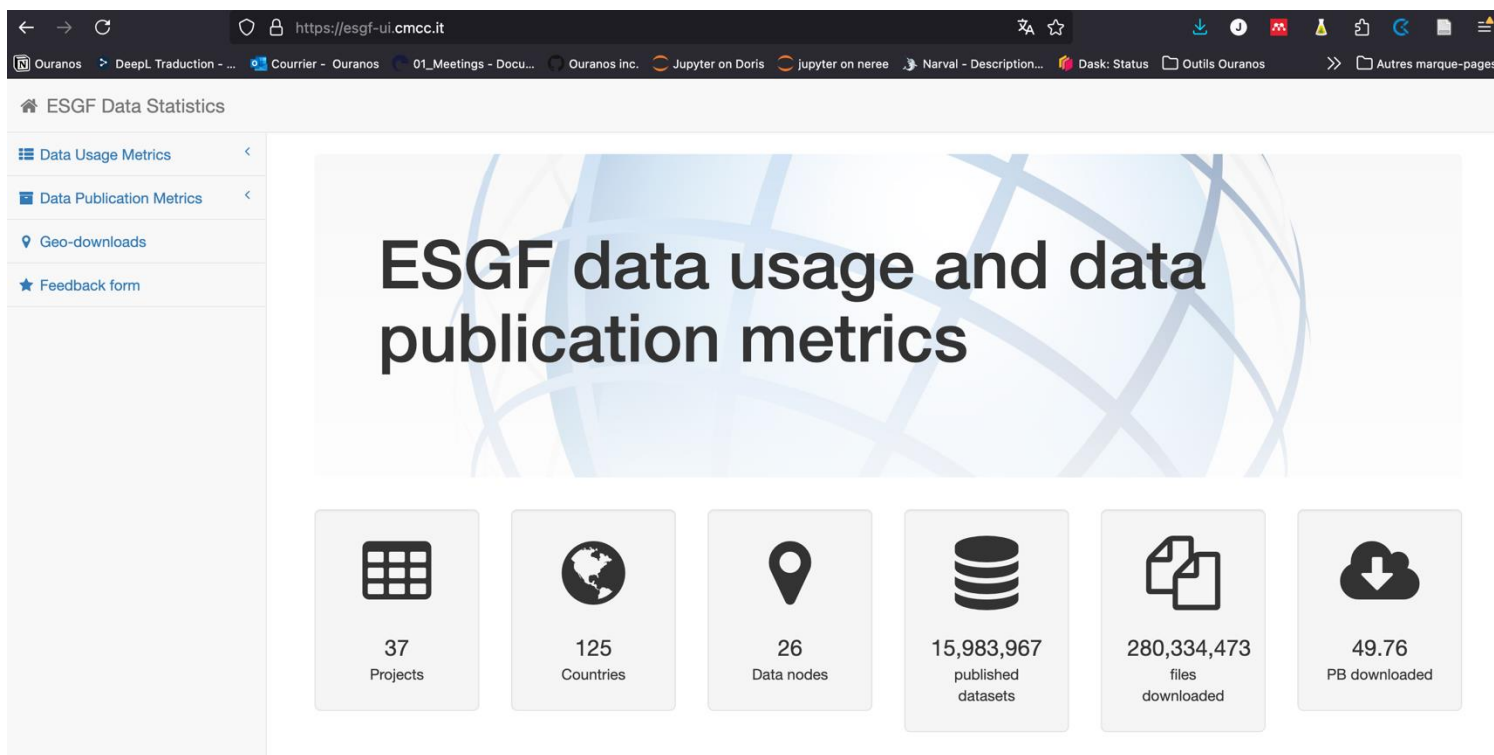 https://esgf-ui.cmcc.it
Ouranos DeepL Traduction - ... Courrier - Ouranos 01_Meetings - Docu... Ouranos inc. Jupyter on Doris jupyter on neree Narval - Description... Dask: Status Outils Ouranos Autres marque-pages
ESGF Data Statistics
Data Usage Metrics
Data Publication Metrics
Geo-downloads
Feedback form
ESGF data usage and data
publication metrics
37
Projects
125
Countries
26
Data nodes
15,983,967
published
datasets
280,334,473
files
downloaded
49.76
PB downloaded